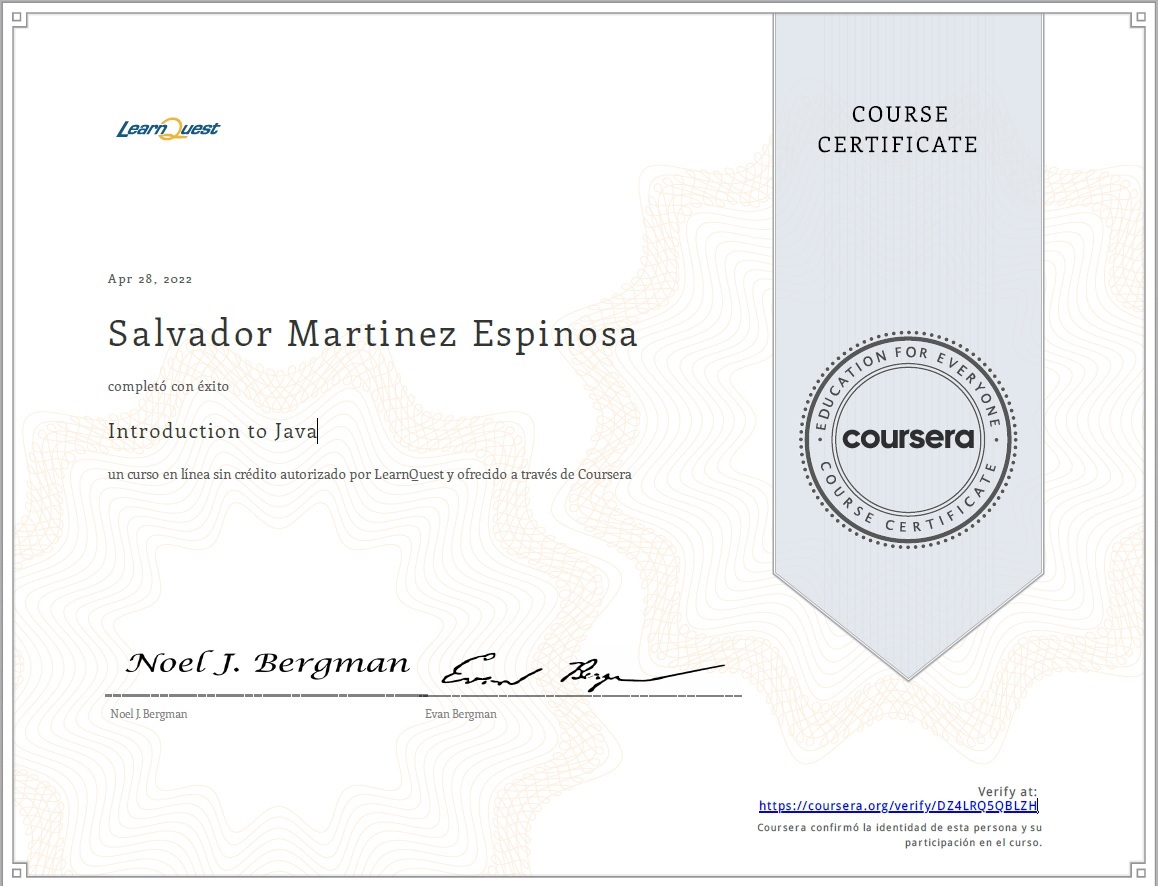 LearnQuest
COURSE
CERTIFICATE
Apr 28, 2022
Salvador Martinez Espinosa
completó con éxito
Introduction to Java
un curso en línea sin crédito autorizado por LearnQuest y ofrecido a través de Coursera
EDUCATION FOR EVERYONE
coursera
COURSE CERTIFICATE
Noel J. Bergman
Evan Bergman
Noel J. Bergman
Evan Bergman
Verify at:
https://coursera.org/verify/DZ4LRQ5QBLZH
Coursera confirmó la identidad de esta persona y su
participación en el curso.